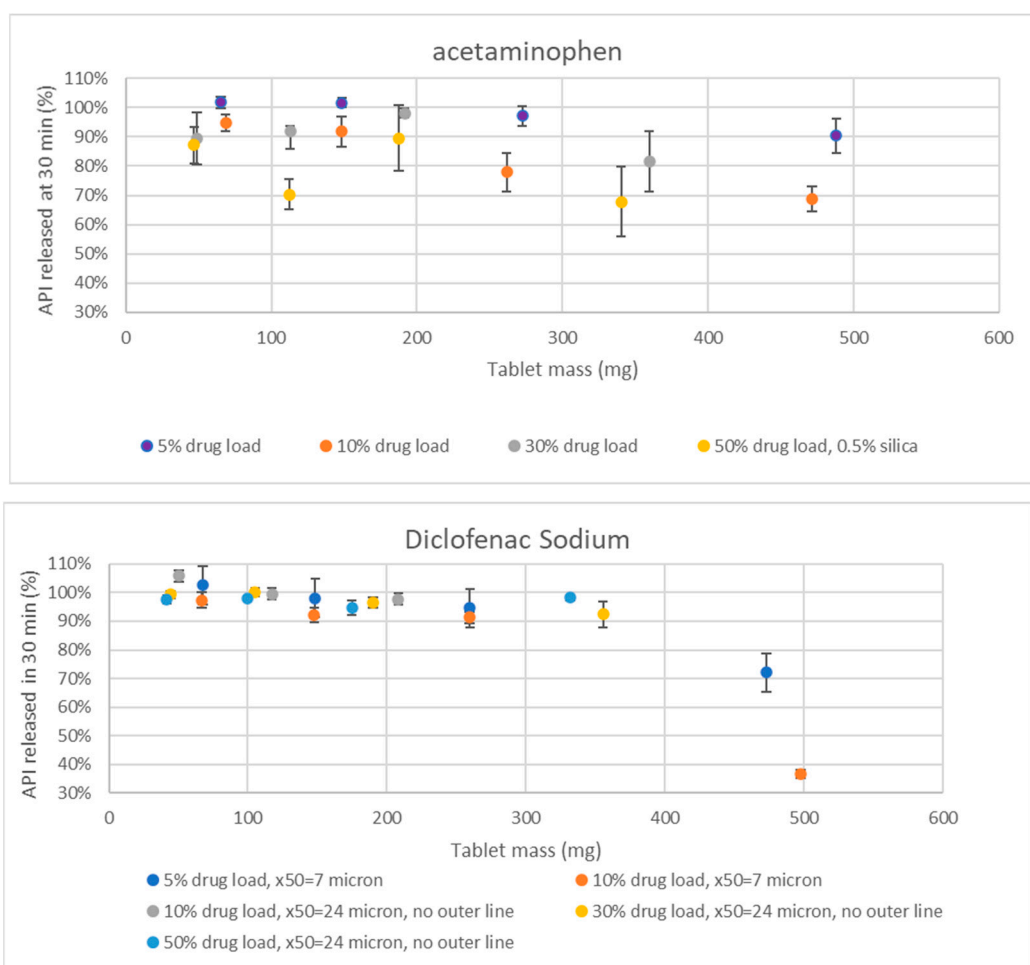 acetaminophen
110%
100%
90%
80%
70%
60%
50%
40%
30%
API released at 30 min (%)
0 100 200 300 400 500 600
Tablet mass (mg)
5% drug load 10% drug load 30% drug load 50% drug load, 0.5% silica
Diclofenac Sodium
110%
100%
90%
80%
70%
60%
50%
40%
30%
API released in 30 min (%)
0 100 200 300 400 500 600
Tablet mass (mg)
5% drug load, x50=7 micron 10% drug load, x50=7 micron
10% drug load, x50=24 micron, no outer line 30% drug load, x50=24 micron, no outer line
50% drug load, x50=24 micron, no outer line